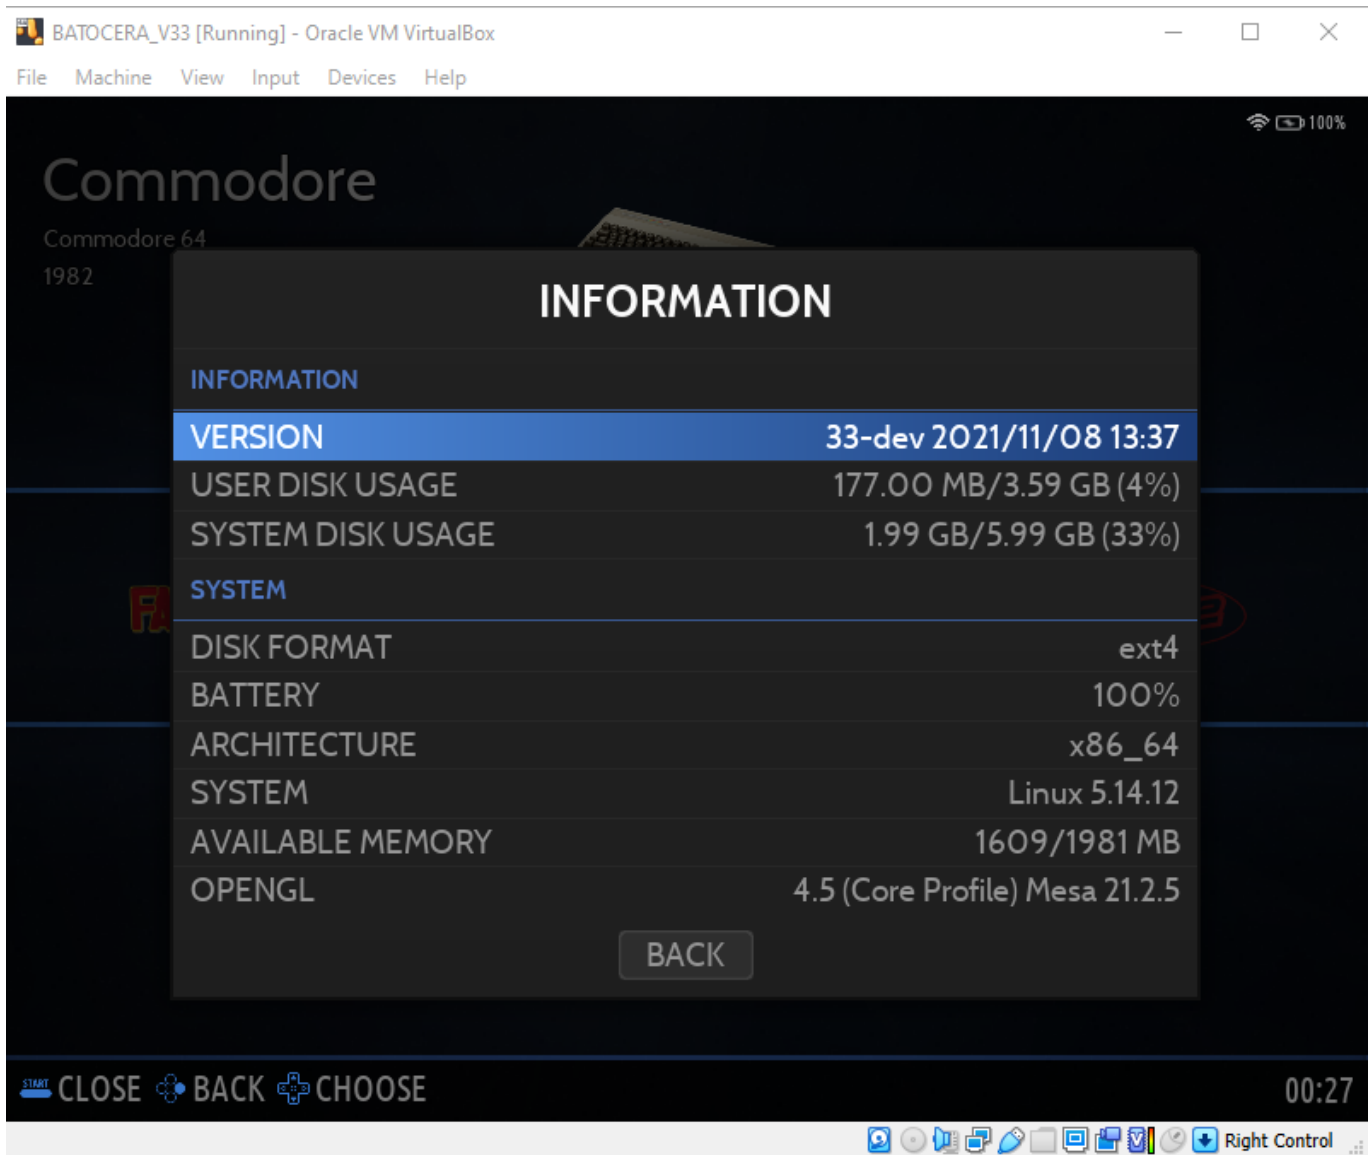 BATOCERA_V33 [Running] - Oracle VM VirtualBox
File Machine View Input Devices Help
100%
Commodore
Commodore 64
1982
INFORMATION
INFORMATION
VERSION 33-dev 2021/11/08 13:37
USER DISK USAGE 177.00 MB/3.59 GB (4%)
SYSTEM DISK USAGE 1.99 GB/5.99 GB (33%)
SYSTEM
DISK FORMAT ext4
BATTERY 100%
ARCHITECTURE x86_64
SYSTEM Linux 5.14.12
AVAILABLE MEMORY 1609/1981 MB
OPENGL 4.5 (Core Profile) Mesa 21.2.5
BACK
START CLOSE BACK CHOOSE 00:27
Right Control